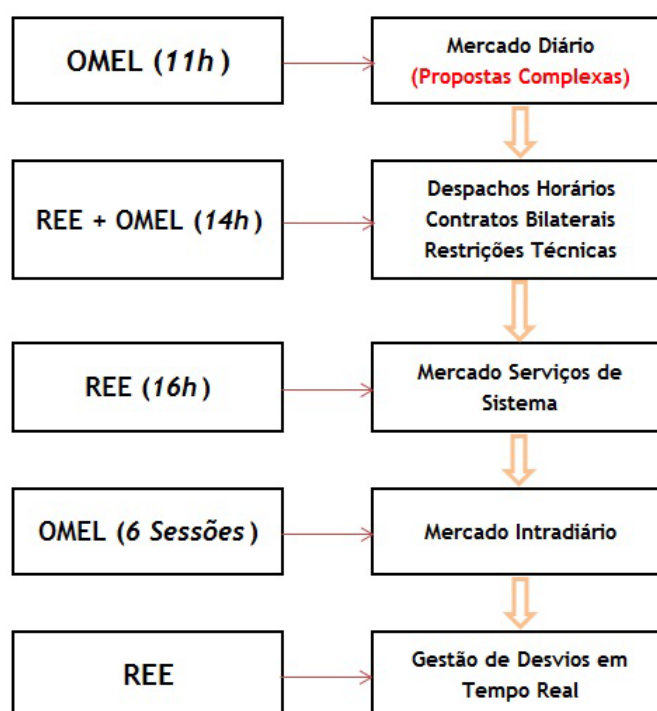 OMEL (11h)
Mercado Diário
(Propostas Complexas)
REE + OMEL (14h)
Despachos Horários
Contratos Bilaterais
Restrições Técnicas
REE (16h)
Mercado Serviços de
Sistema
OMEL (6 Sessões)
Mercado Intradiário
REE
Gestão de Desvios em
Tempo Real